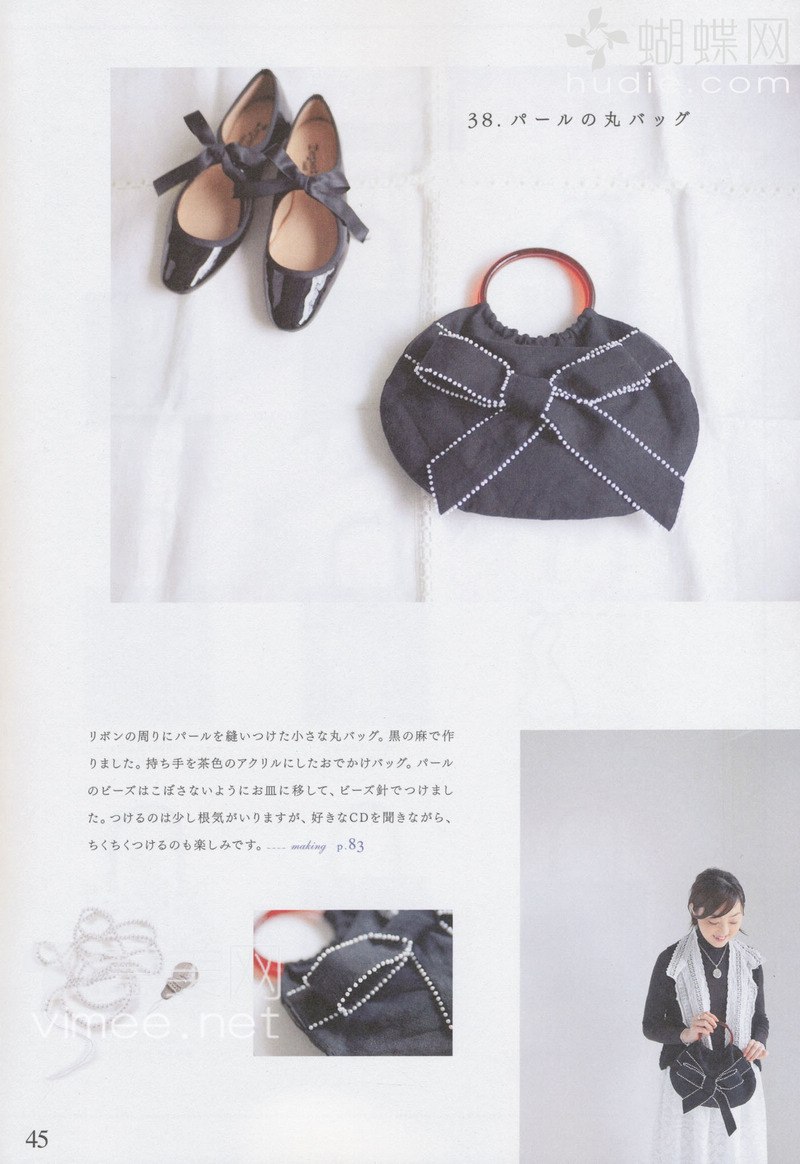 蝴蝶网
hudie.com
38. パールの丸バッグ
リボンの周りにパールを縫いつけた小さな丸バッグ。黒の麻で作
りました。持ち手を茶色のアクリルにしたおでかけバッグ。パール
のビーズはこぼさないようにお皿に移して、ビーズ針でつけまし
た。つけるのは少し根気がいりますが、好きなCDを聞きながら、
ちくちくつけるのも楽しみです。---- making p.83
vimee.net
45